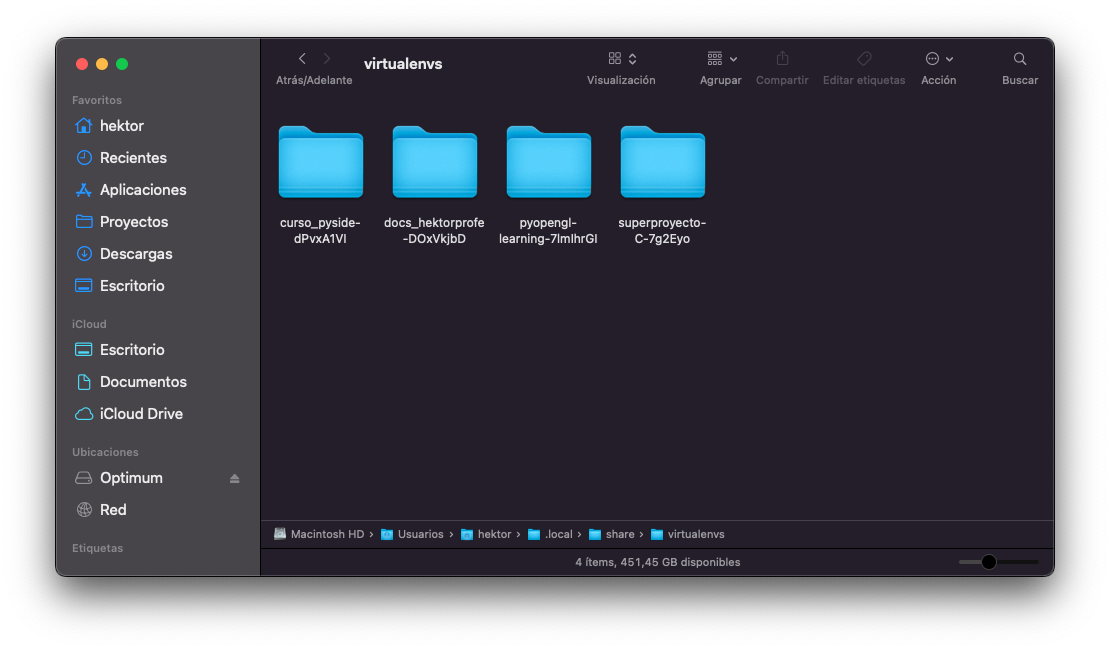 virtualenvs
Atrás/Adelante
Visualización
Agrupar
Compartir
Editar etiquetas
Acción
Buscar
Favoritos
hektor
Recientes
Aplicaciones
Proyectos
Descargas
Escritorio
iCloud
Escritorio
Documentos
iCloud Drive
Ubicaciones
Optimum
Red
Etiquetas
curso_pyside-
dPvxA1Vl
docs_hektorprofe
-DOxVkjbD
pyopengl-
learning-7lmlhrGl
superproyecto-
C-7g2Eyo
Macintosh HD › Usuarios › hektor › .local › share › virtualenvs
4 ítems, 451,45 GB disponibles